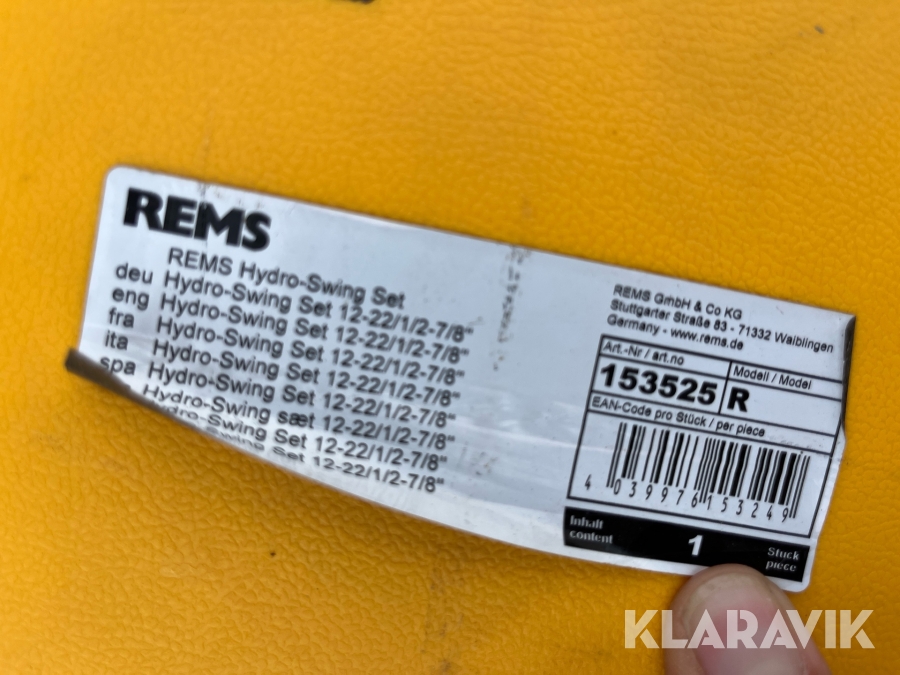 REMS
REMS Hydro-Swing Set
deu Hydro-Swing Set 12-22/1/2-7/8"
eng Hydro-Swing Set 12-22/1/2-7/8"
fra Hydro-Swing Set 12-22/1/2-7/8"
ita Hydro-Swing Set 12-22/1/2-7/8"
spa Hydro-Swing Set 12-22/1/2-7/8"
Hydro-Swing sæt 12-22/1/2-7/8"
Hydro-Swing Set 12-22/1/2-7/8"
Swing Set 12-22/1/2-7/8"
REMS GmbH & Co KG
Stuttgarter Straße 83 - 71332 Waiblingen
Germany - www.rems.de
Art.-Nr / art.no
Modell / Model
153525 R
EAN-Code pro Stück / per piece
4 039976 153249
Inhalt
content
1
Stück
piece
KLARAVIK